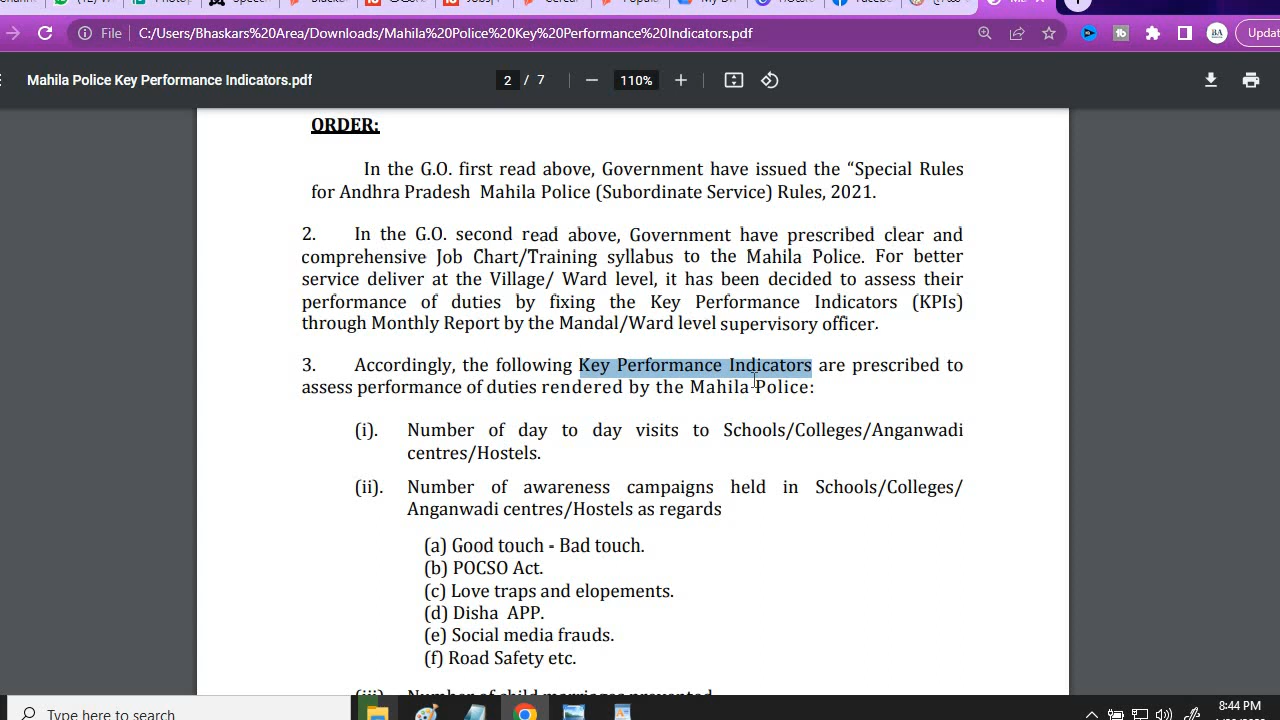 File
C:/Users/Bhaskars%20Area/Downloads/Mahila%20Police%20Key%20Performance%20Indicators.pdf
BA
Updat
Mahila Police Key Performance Indicators.pdf
2 / 7
110%
ORDER:
In the G.O. first read above, Government have issued the “Special Rules
for Andhra Pradesh Mahila Police (Subordinate Service) Rules, 2021.
2. In the G.O. second read above, Government have prescribed clear and
comprehensive Job Chart/Training syllabus to the Mahila Police. For better
service deliver at the Village/ Ward level, it has been decided to assess their
performance of duties by fixing the Key Performance Indicators (KPIs)
through Monthly Report by the Mandal/Ward level supervisory officer.
3. Accordingly, the following Key Performance Indicators are prescribed to
assess performance of duties rendered by the Mahila Police:
(i). Number of day to day visits to Schools/Colleges/Anganwadi
centres/Hostels.
(ii). Number of awareness campaigns held in Schools/Colleges/
Anganwadi centres/Hostels as regards
(a) Good touch - Bad touch.
(b) POCSO Act.
(c) Love traps and elopements.
(d) Disha APP.
(e) Social media frauds.
(f) Road Safety etc.
(iii) Number of child marriages prevented
Type here to search
8:44 PM